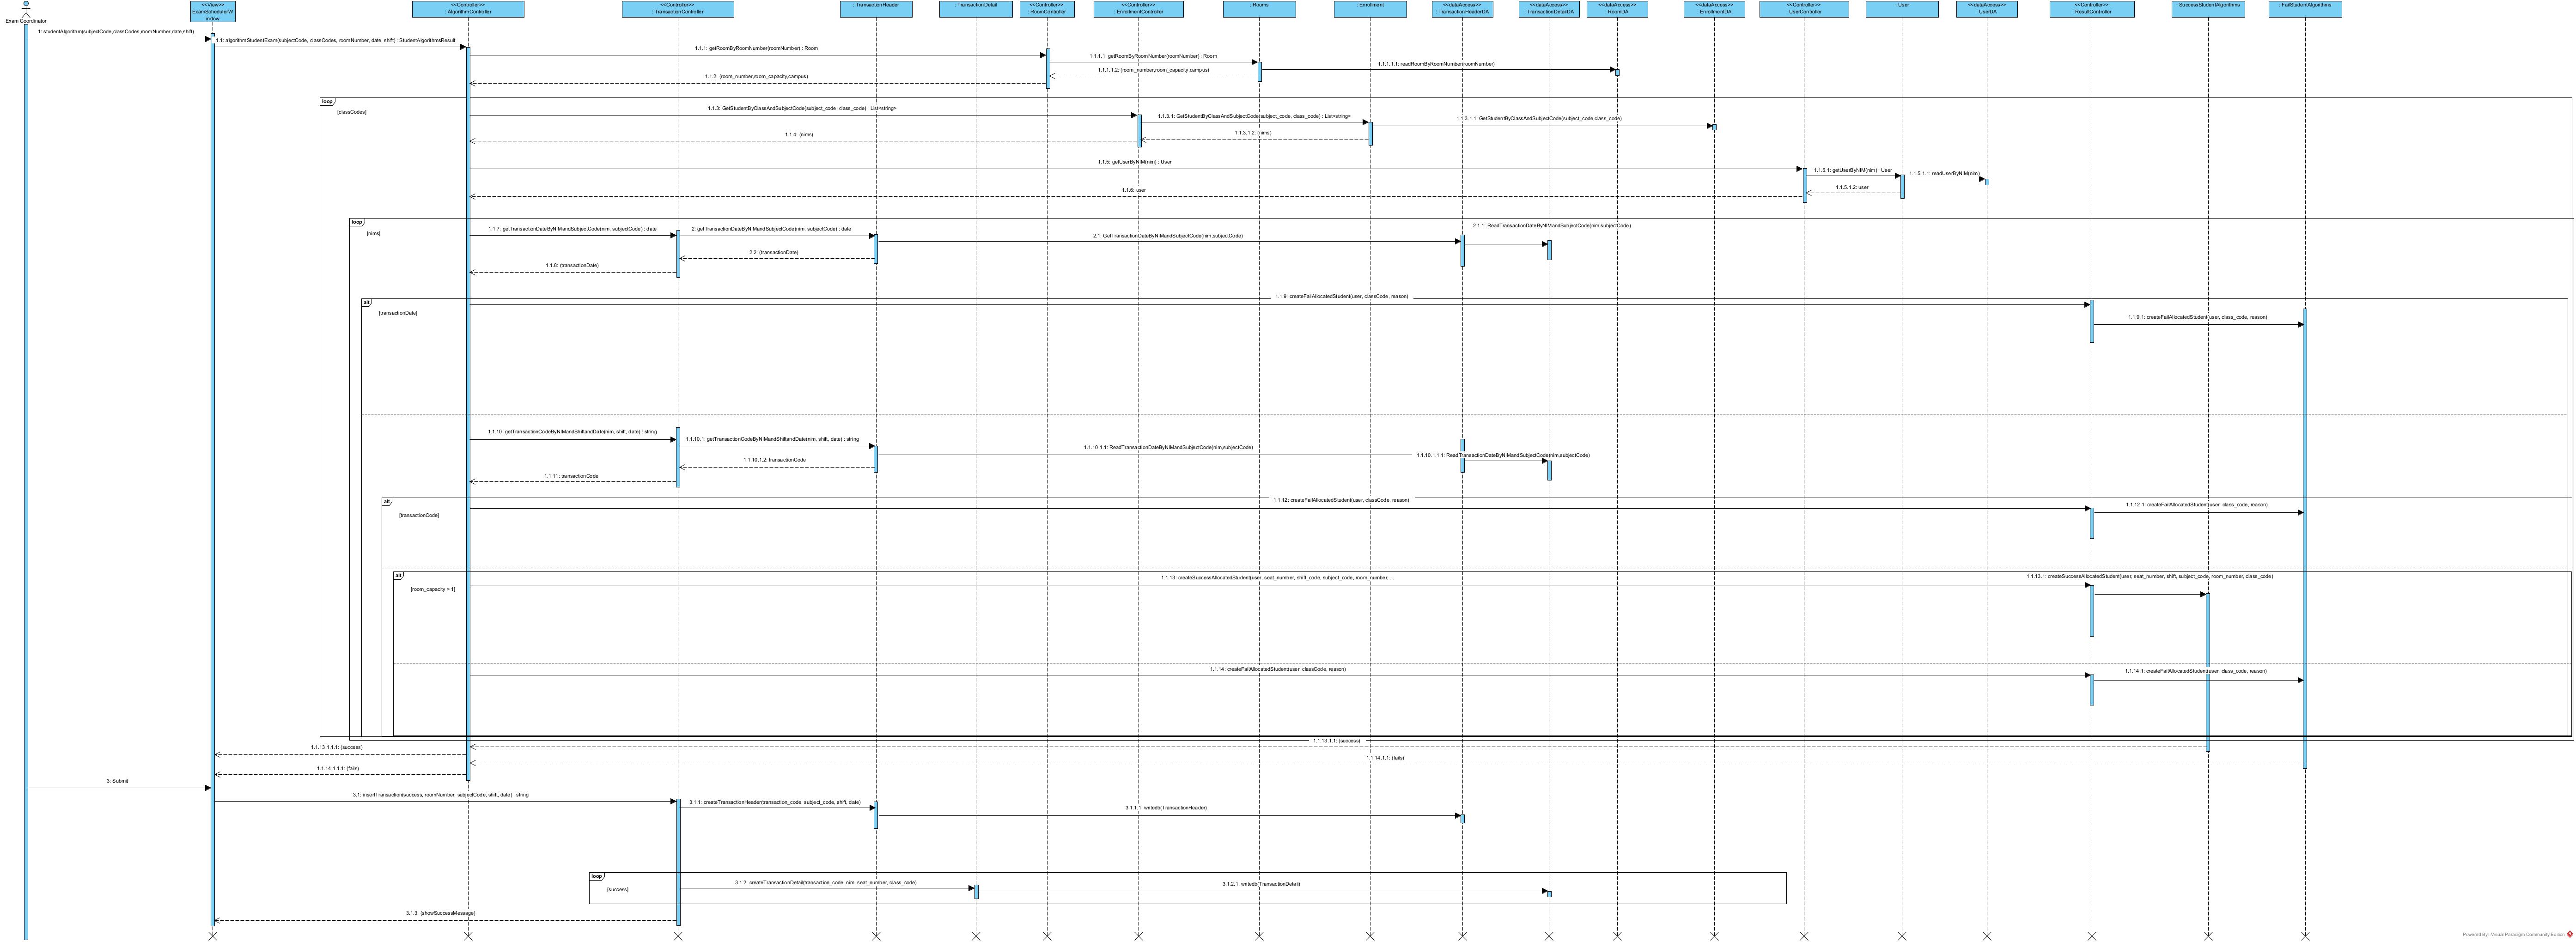 Exam Coordinator
<<View>>
ExamSchedulerW
indow
<<Controller>>
: AlgorithmController
<<Controller>>
: TransactionController
: TransactionHeader
: TransactionDetail
<<Controller>>
: RoomController
<<Controller>>
: EnrollmentController
: Rooms
: Enrollment
<<dataAccess>>
: TransactionHeaderDA
<<dataAccess>>
: TransactionDetailDA
<<dataAccess>>
: RoomDA
<<dataAccess>>
: EnrollmentDA
<<Controller>>
: UserController
: User
<<dataAccess>>
: UserDA
<<Controller>>
: ResultController
: SuccessStudentAlgorithms
: FailStudentAlgorithms
1: studentAlgorithm(subjectCode,classCodes,roomNumber,date,shift)
1.1: algorithmStudentExam(subjectCode, classCodes, roomNumber, date, shift) : StudentAlgorithmsResult
1.1.1: getRoomByRoomNumber(roomNumber) : Room
1.1.1.1: getRoomByRoomNumber(roomNumber) : Room
1.1.1.1.1: readRoomByRoomNumber(roomNumber)
1.1.1.1.2: (room_number,room_capacity,campus)
1.1.2: (room_number,room_capacity,campus)
loop
[classCodes]
1.1.3: GetStudentByClassAndSubjectCode(subject_code, class_code) : List<string>
1.1.3.1: GetStudentByClassAndSubjectCode(subject_code, class_code) : List<string>
1.1.3.1.1: GetStudentByClassAndSubjectCode(subject_code,class_code)
1.1.3.1.2: (nims)
1.1.4: (nims)
1.1.5: getUserByNIM(nim) : User
1.1.5.1: getUserByNIM(nim) : User
1.1.5.1.1: readUserByNIM(nim)
1.1.5.1.2: user
1.1.6: user
loop
[nims]
1.1.7: getTransactionDateByNIMandSubjectCode(nim, subjectCode) : date
2: getTransactionDateByNIMandSubjectCode(nim, subjectCode) : date
2.1: GetTransactionDateByNIMandSubjectCode(nim,subjectCode)
2.1.1: ReadTransactionDateByNIMandSubjectCode(nim,subjectCode)
2.2: (transactionDate)
1.1.8: (transactionDate)
alt
[transactionDate]
1.1.9: createFailAllocatedStudent(user, classCode, reason)
1.1.9.1: createFailAllocatedStudent(user, class_code, reason)
1.1.10: getTransactionCodeByNIMandShiftandDate(nim, shift, date) : string
1.1.10.1: getTransactionCodeByNIMandShiftandDate(nim, shift, date) : string
1.1.10.1.1: ReadTransactionDateByNIMandSubjectCode(nim,subjectCode)
1.1.10.1.1.1: ReadTransactionDateByNIMandSubjectCode(nim,subjectCode)
1.1.10.1.2: transactionCode
1.1.11: transactionCode
alt
[transactionCode]
1.1.12: createFailAllocatedStudent(user, classCode, reason)
1.1.12.1: createFailAllocatedStudent(user, class_code, reason)
alt
[room_capacity > 1]
1.1.13: createSuccessAllocatedStudent(user, seat_number, shift_code, subject_code, room_number, ...
1.1.13.1: createSuccessAllocatedStudent(user, seat_number, shift, subject_code, room_number, class_code)
1.1.14: createFailAllocatedStudent(user, classCode, reason)
1.1.14.1: createFailAllocatedStudent(user, class_code, reason)
1.1.13.1.1: (success)
1.1.13.1.1.1: (success)
1.1.14.1.1: (fails)
1.1.14.1.1.1: (fails)
3: Submit
3.1: insertTransaction(success, roomNumber, subjectCode, shift, date) : string
3.1.1: createTransactionHeader(transaction_code, subject_code, shift, date)
3.1.1.1: writedb(TransactionHeader)
loop
[success]
3.1.2: createTransactionDetail(transaction_code, nim, seat_number, class_code)
3.1.2.1: writedb(TransactionDetail)
3.1.3: (showSuccessMessage)
Powered By: Visual Paradigm Community Edition